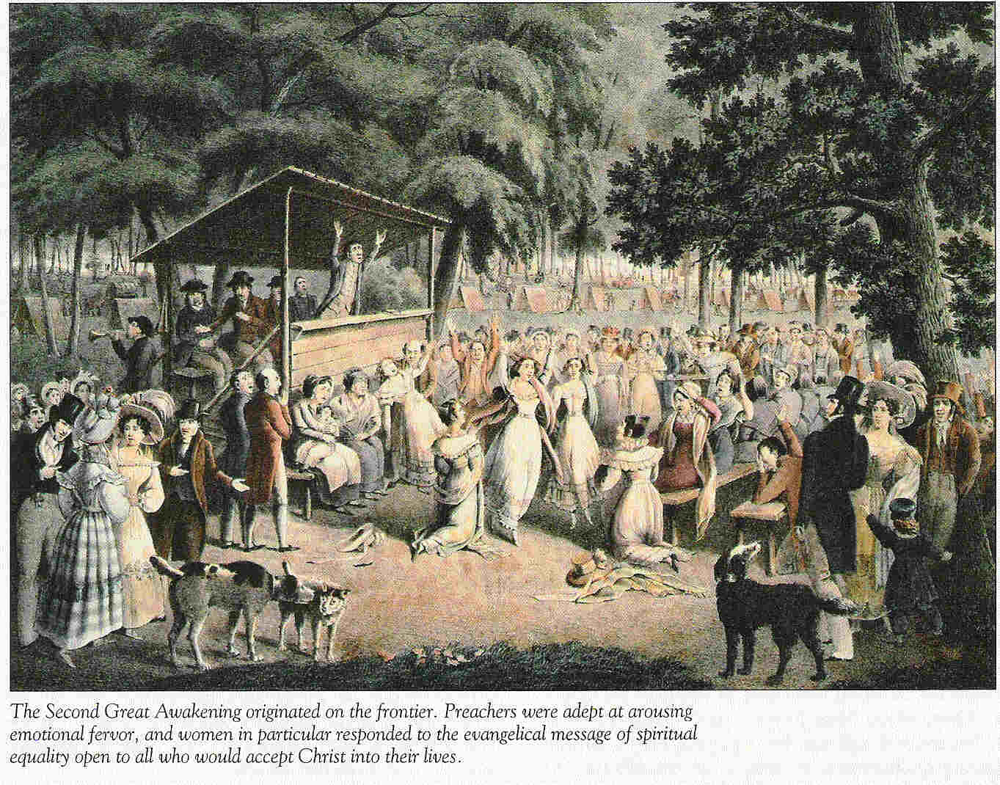 The Second Great Awakening originated on the frontier. Preachers were adept at arousing
emotional fervor, and women in particular responded to the evangelical message of spiritual
equality open to all who would accept Christ into their lives.